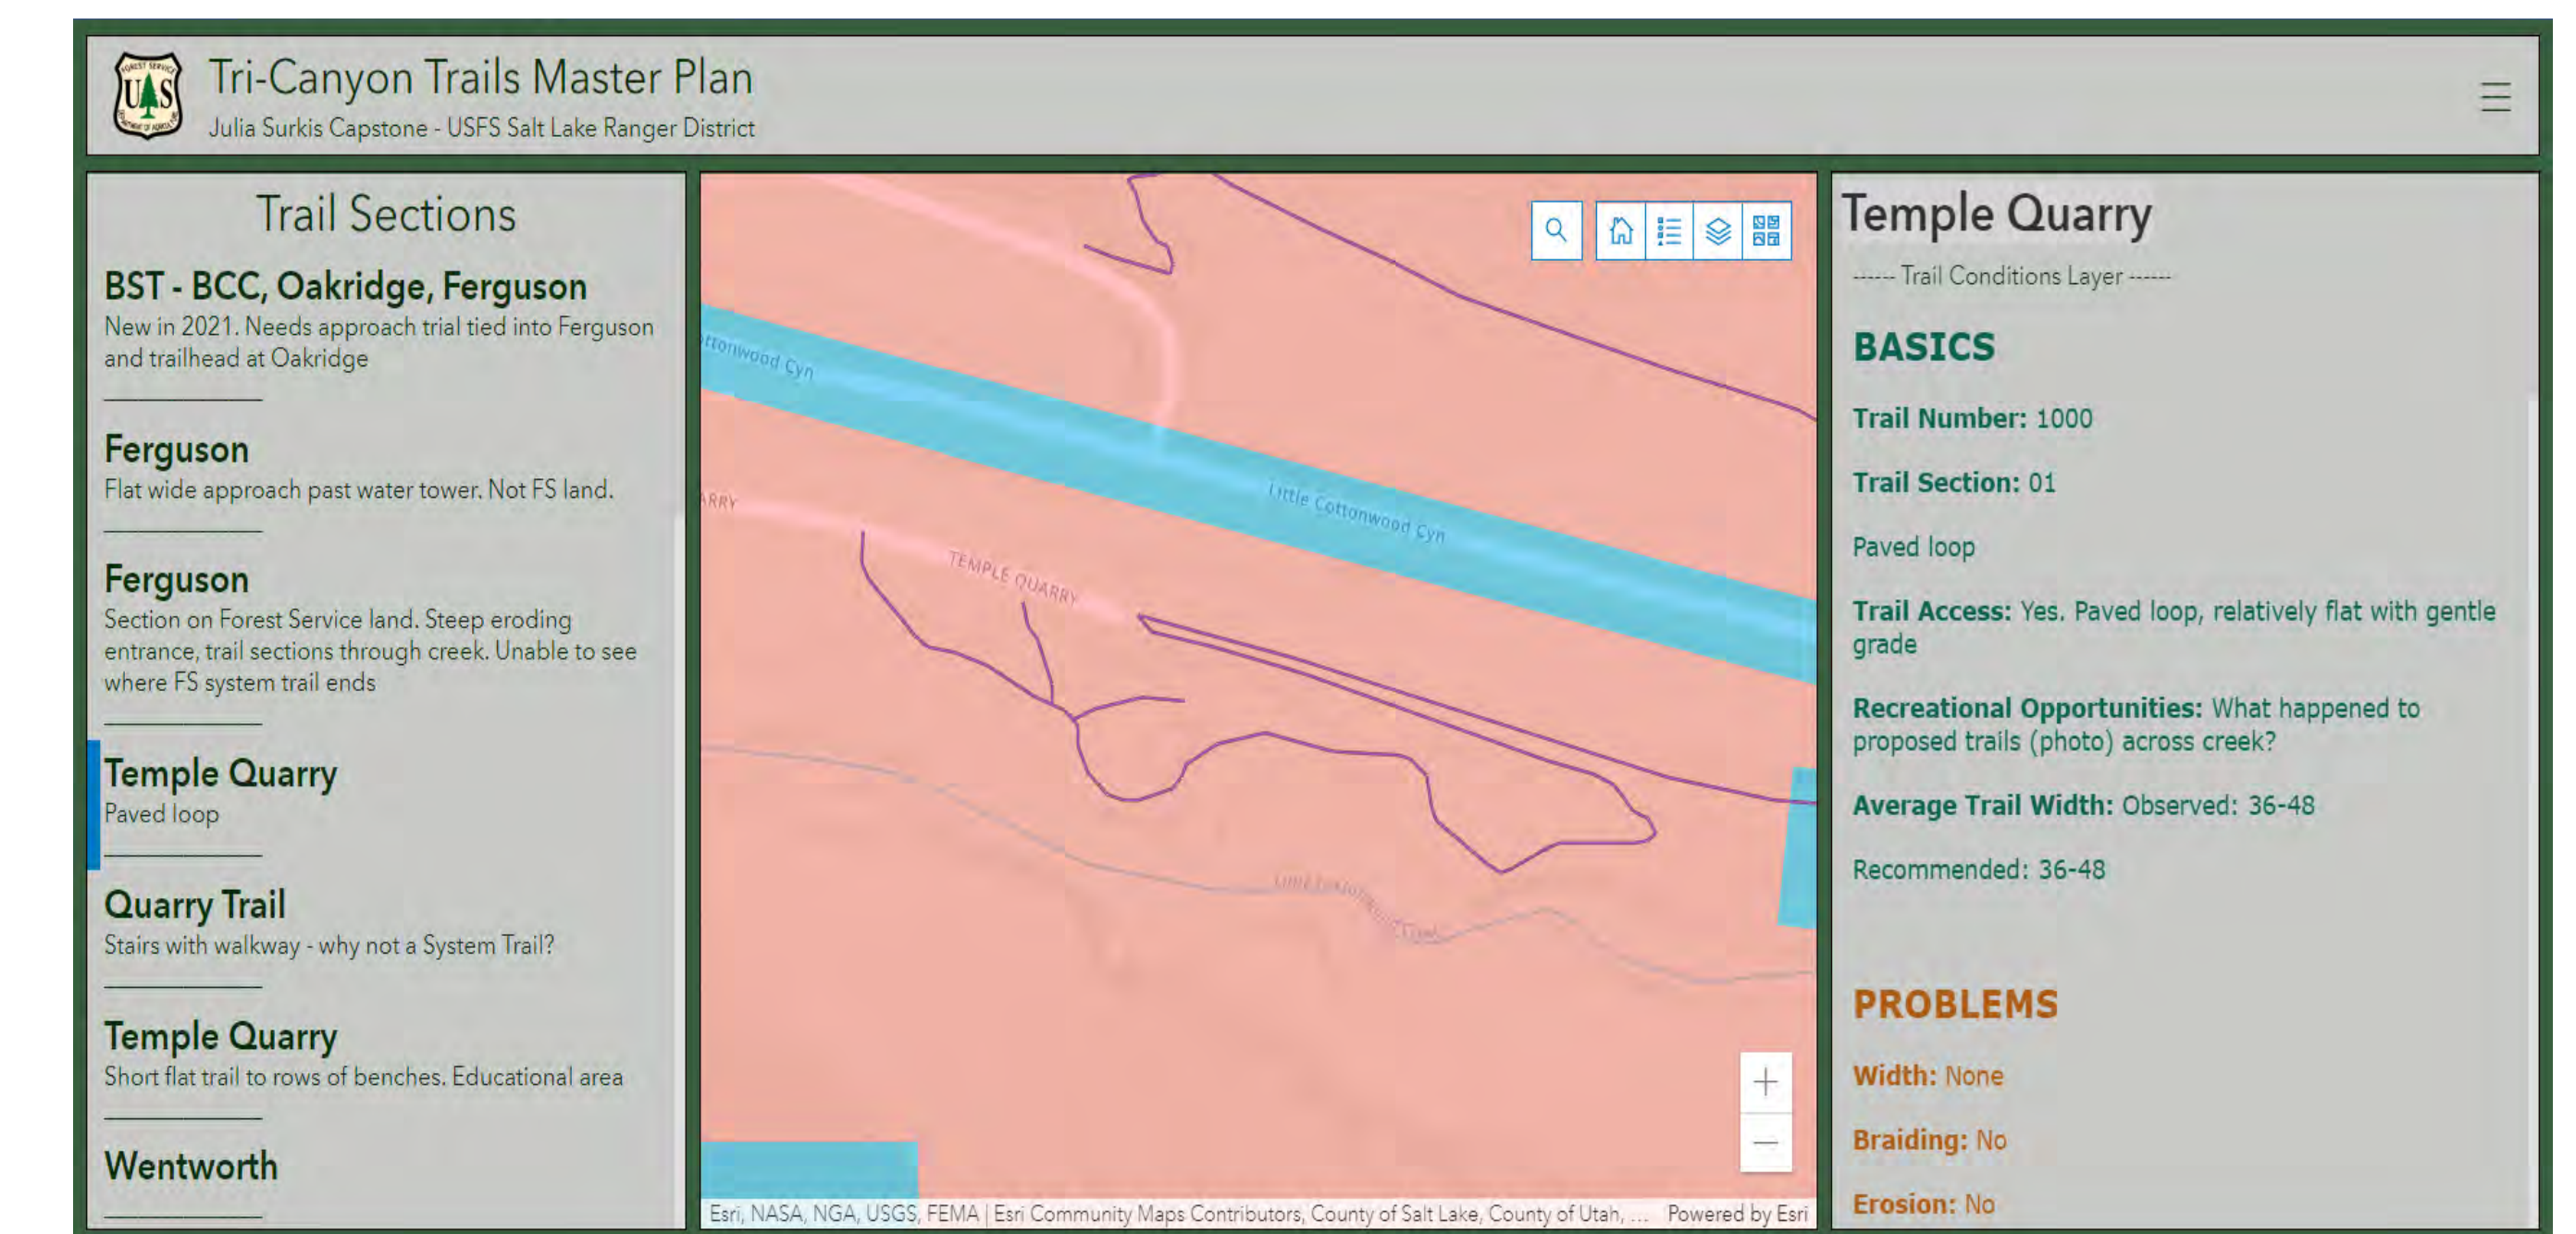 Tri-Canyon Trails Master Plan
Julia Surkis Capstone - USFS Salt Lake Ranger District
FOREST SERVICE
UAS
DEPARTMENT OF AGRICULTURE
Trail Sections
BST - BCC, Oakridge, Ferguson
New in 2021. Needs approach trial tied into Ferguson
and trailhead at Oakridge
Ferguson
Flat wide approach past water tower. Not FS land.
Ferguson
Section on Forest Service land. Steep eroding
entrance, trail sections through creek. Unable to see
where FS system trail ends
Temple Quarry
Paved loop
Quarry Trail
Stairs with walkway - why not a System Trail?
Temple Quarry
Short flat trail to rows of benches. Educational area
Wentworth
ottonwood Cyn
Little Cottonwood Cyn
ARRY
TEMPLE QUARRY
Esri, NASA, NGA, USGS, FEMA | Esri Community Maps Contributors, County of Salt Lake, County of Utah, ... Powered by Esri
Temple Quarry
------ Trail Conditions Layer ------
BASICS
Trail Number: 1000
Trail Section: 01
Paved loop
Trail Access: Yes. Paved loop, relatively flat with gentle
grade
Recreational Opportunities: What happened to
proposed trails (photo) across creek?
Average Trail Width: Observed: 36-48
Recommended: 36-48
PROBLEMS
Width: None
Braiding: No
Erosion: No